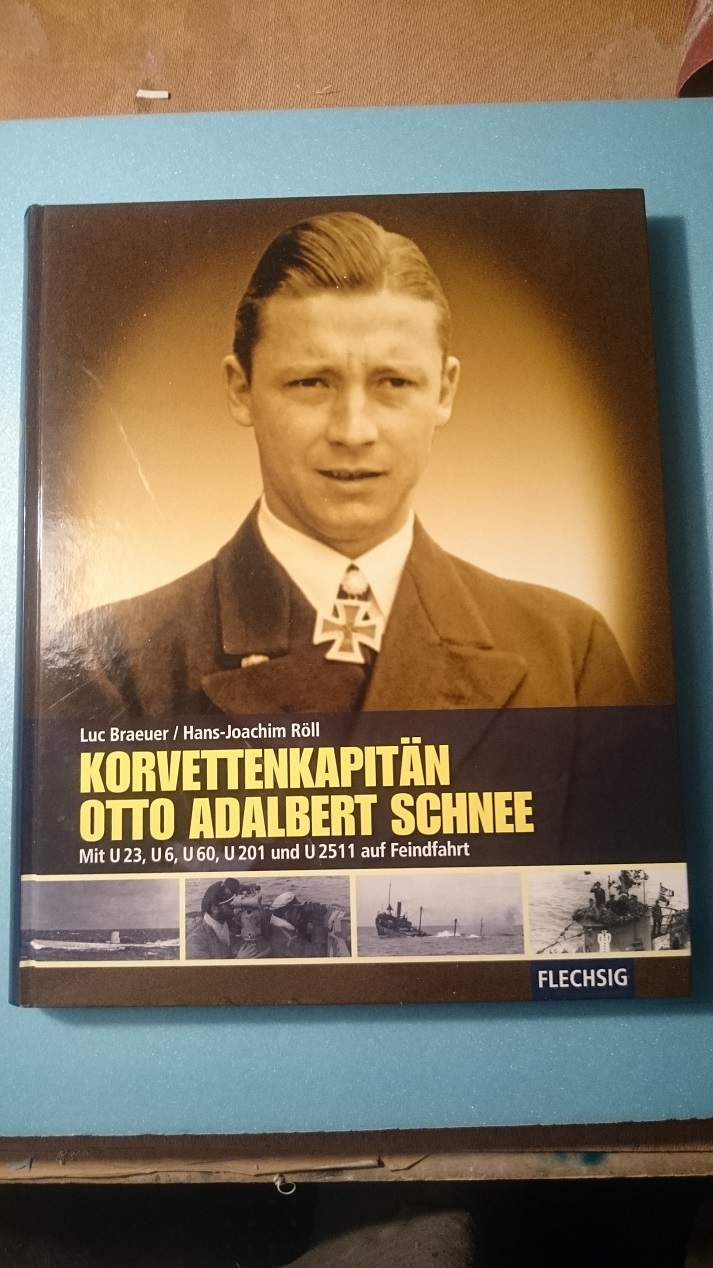 Luc Braeuer / Hans-Joachim Röll
KORVETTENKAPITÄN
OTTO ADALBERT SCHNEE
Mit U 23, U 6, U 60, U 201 und U 2511 auf Feindfahrt
FLECHSIG